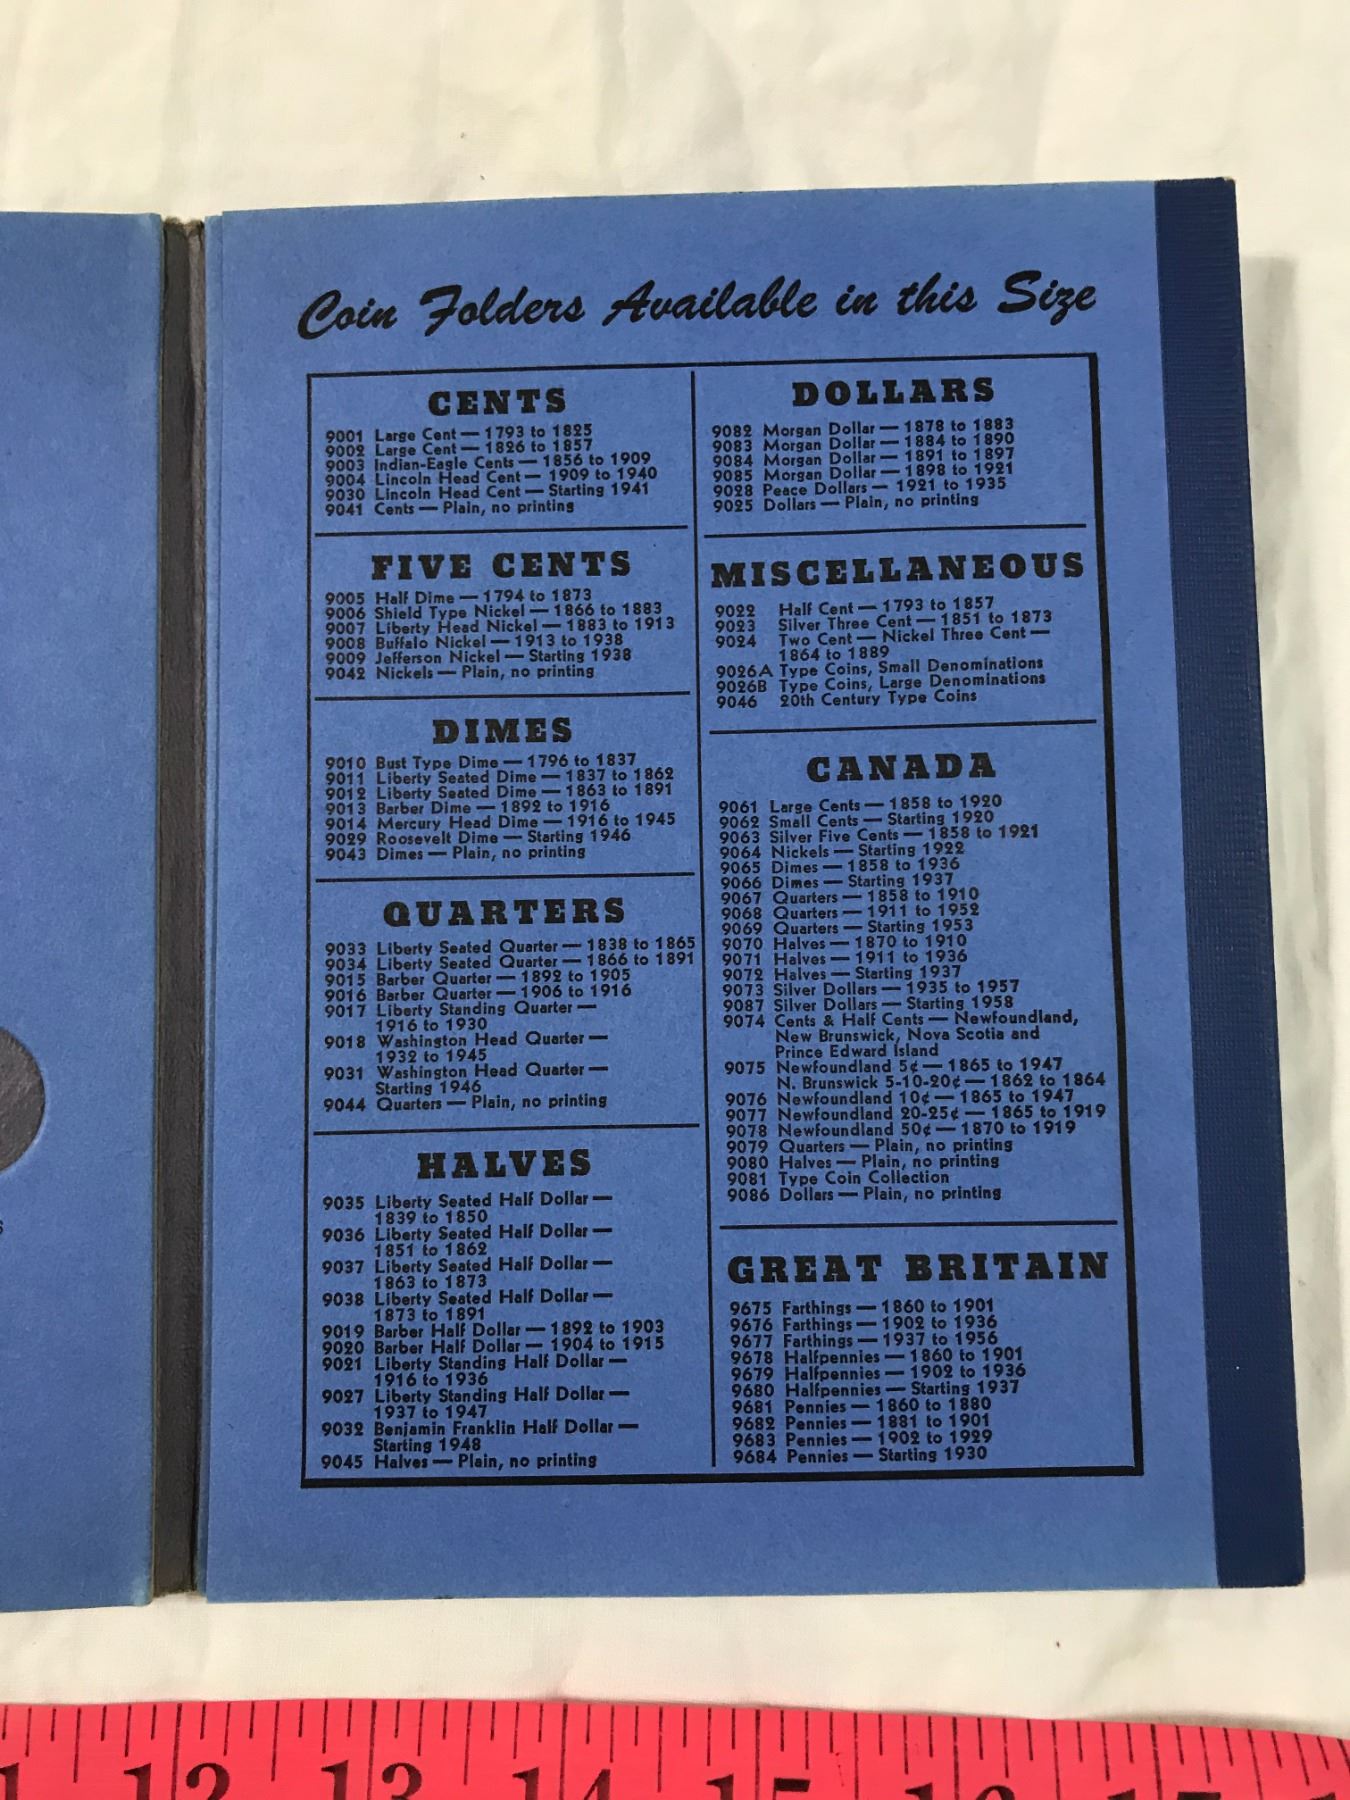 Coin Folders Available in this Size
CENTS
9001 Large Cent — 1793 to 1825
9002 Large Cent — 1826 to 1857
9003 Indian-Eagle Cents — 1856 to 1909
9004 Lincoln Head Cent — 1909 to 1940
9030 Lincoln Head Cent — Starting 1941
9041 Cents — Plain, no printing
FIVE CENTS
9005 Half Dime — 1794 to 1873
9006 Shield Type Nickel — 1866 to 1883
9007 Liberty Head Nickel — 1883 to 1913
9008 Buffalo Nickel — 1913 to 1938
9009 Jefferson Nickel — Starting 1938
9042 Nickels — Plain, no printing
DIMES
9010 Bust Type Dime — 1796 to 1837
9011 Liberty Seated Dime — 1837 to 1862
9012 Liberty Seated Dime — 1863 to 1891
9013 Barber Dime — 1892 to 1916
9014 Mercury Head Dime — 1916 to 1945
9029 Roosevelt Dime — Starting 1946
9043 Dimes — Plain, no printing
QUARTERS
9033 Liberty Seated Quarter — 1838 to 1865
9034 Liberty Seated Quarter — 1866 to 1891
9015 Barber Quarter — 1892 to 1905
9016 Barber Quarter — 1906 to 1916
9017 Liberty Standing Quarter —
1916 to 1930
9018 Washington Head Quarter —
1932 to 1945
9031 Washington Head Quarter —
Starting 1946
9044 Quarters — Plain, no printing
HALVES
9035 Liberty Seated Half Dollar —
1839 to 1850
9036 Liberty Seated Half Dollar —
1851 to 1862
9037 Liberty Seated Half Dollar —
1863 to 1873
9038 Liberty Seated Half Dollar —
1873 to 1891
9019 Barber Half Dollar — 1892 to 1903
9020 Barber Half Dollar — 1904 to 1915
9021 Liberty Standing Half Dollar —
1916 to 1936
9027 Liberty Standing Half Dollar —
1937 to 1947
9032 Benjamin Franklin Half Dollar —
Starting 1948
9045 Halves — Plain, no printing
DOLLARS
9082 Morgan Dollar — 1878 to 1883
9083 Morgan Dollar — 1884 to 1890
9084 Morgan Dollar — 1891 to 1897
9085 Morgan Dollar — 1898 to 1921
9028 Peace Dollars — 1921 to 1935
9025 Dollars — Plain, no printing
MISCELLANEOUS
9022 Half Cent — 1793 to 1857
9023 Silver Three Cent — 1851 to 1873
9024 Two Cent — Nickel Three Cent —
1864 to 1889
9026A Type Coins, Small Denominations
9026B Type Coins, Large Denominations
9046 20th Century Type Coins
CANADA
9061 Large Cents — 1858 to 1920
9062 Small Cents — Starting 1920
9063 Silver Five Cents — 1858 to 1921
9064 Nickels — Starting 1922
9065 Dimes — 1858 to 1936
9066 Dimes — Starting 1937
9067 Quarters — 1858 to 1910
9068 Quarters — 1911 to 1952
9069 Quarters — Starting 1953
9070 Halves — 1870 to 1910
9071 Halves — 1911 to 1936
9072 Halves — Starting 1937
9073 Silver Dollars — 1935 to 1957
9087 Silver Dollars — Starting 1958
9074 Cents & Half Cents — Newfoundland,
New Brunswick, Nova Scotia and
Prince Edward Island
9075 Newfoundland 5¢ — 1865 to 1947
N. Brunswick 5-10-20¢ — 1862 to 1864
9076 Newfoundland 10¢ — 1865 to 1947
9077 Newfoundland 20-25¢ — 1865 to 1919
9078 Newfoundland 50¢ — 1870 to 1919
9079 Quarters — Plain, no printing
9080 Halves — Plain, no printing
9081 Type Coin Collection
9086 Dollars — Plain, no printing
GREAT BRITAIN
9675 Farthings — 1860 to 1901
9676 Farthings — 1902 to 1936
9677 Farthings — 1937 to 1956
9678 Halfpennies — 1860 to 1901
9679 Halfpennies — 1902 to 1936
9680 Halfpennies — Starting 1937
9681 Pennies — 1860 to 1880
9682 Pennies — 1881 to 1901
9683 Pennies — 1902 to 1929
9684 Pennies — Starting 1930
12 13 14 15 16 17